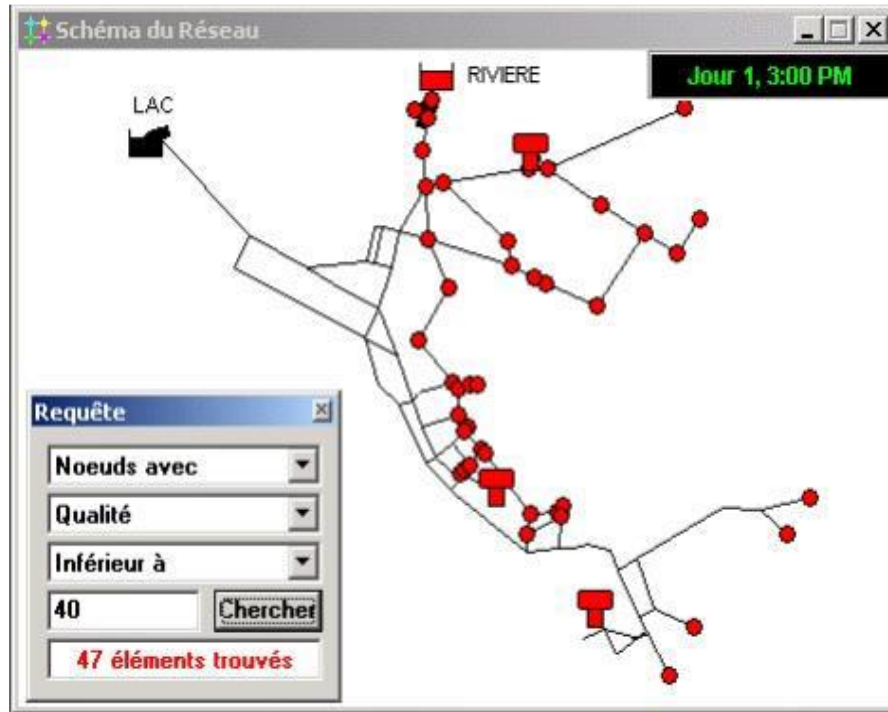 Schéma du Réseau
RIVIERE
Jour 1, 3:00 PM
LAC
Requête
Noeuds avec
Qualité
Inférieur à
40
Chercher
47 éléments trouvés